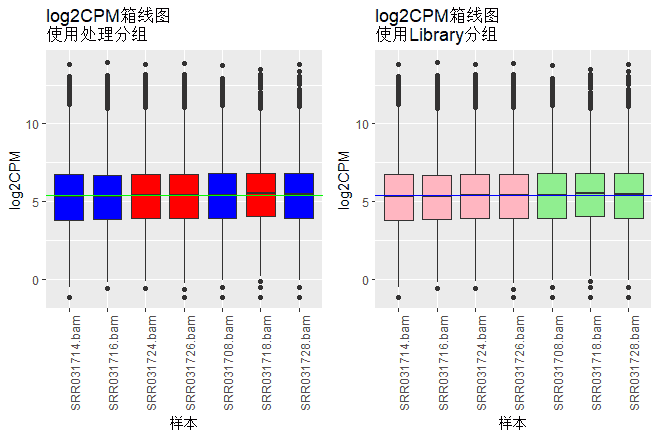 log2CPM箱线图
使用处理分组
log2CPM
10
5
0
SRR031714.bam
SRR031716.bam
SRR031724.bam
SRR031726.bam
SRR031708.bam
SRR031718.bam
SRR031728.bam
样本
log2CPM箱线图
使用Library分组
log2CPM
10
5
0
SRR031714.bam
SRR031716.bam
SRR031724.bam
SRR031726.bam
SRR031708.bam
SRR031718.bam
SRR031728.bam
样本